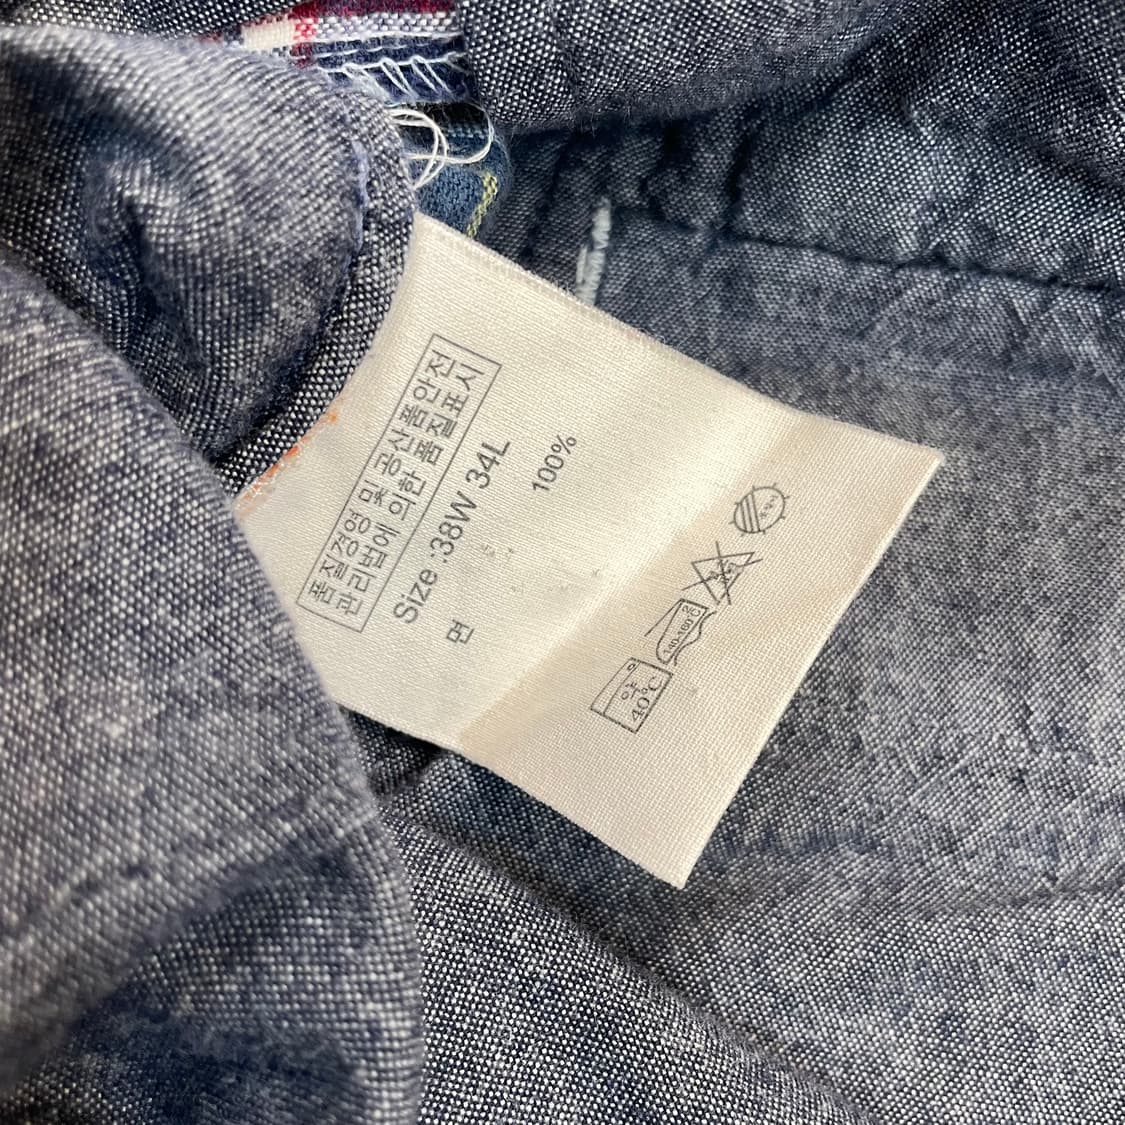 품질경영 및 공산품안전
관리법에 의한 품질표시
Size :38W 34L
면 100%
약
40℃
140-160℃